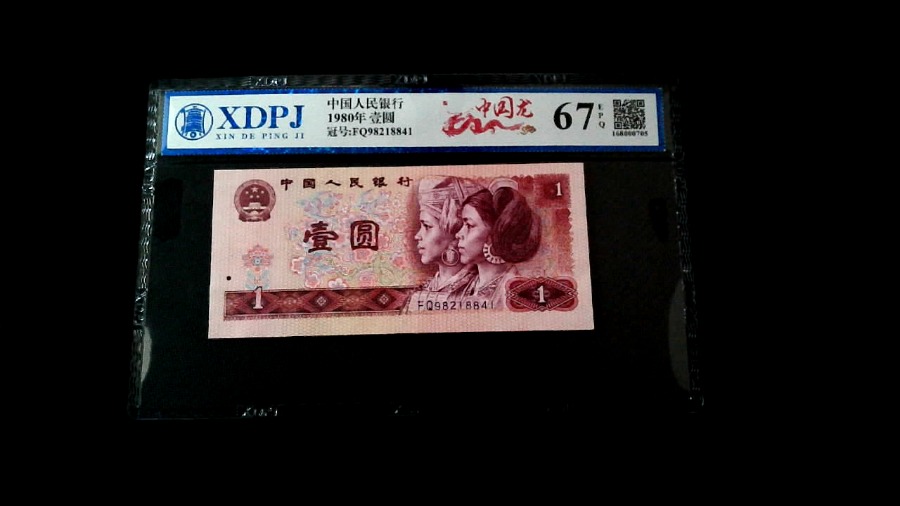 XDPJ
XIN DE PING JI
中国人民银行
1980年 壹圆
冠号:FQ98218841
中国龙
67
EPQ
168000705
中国人民银行
1
壹圆
1
FQ98218841
1